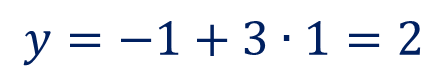 y = −1 + 3 · 1 = 2